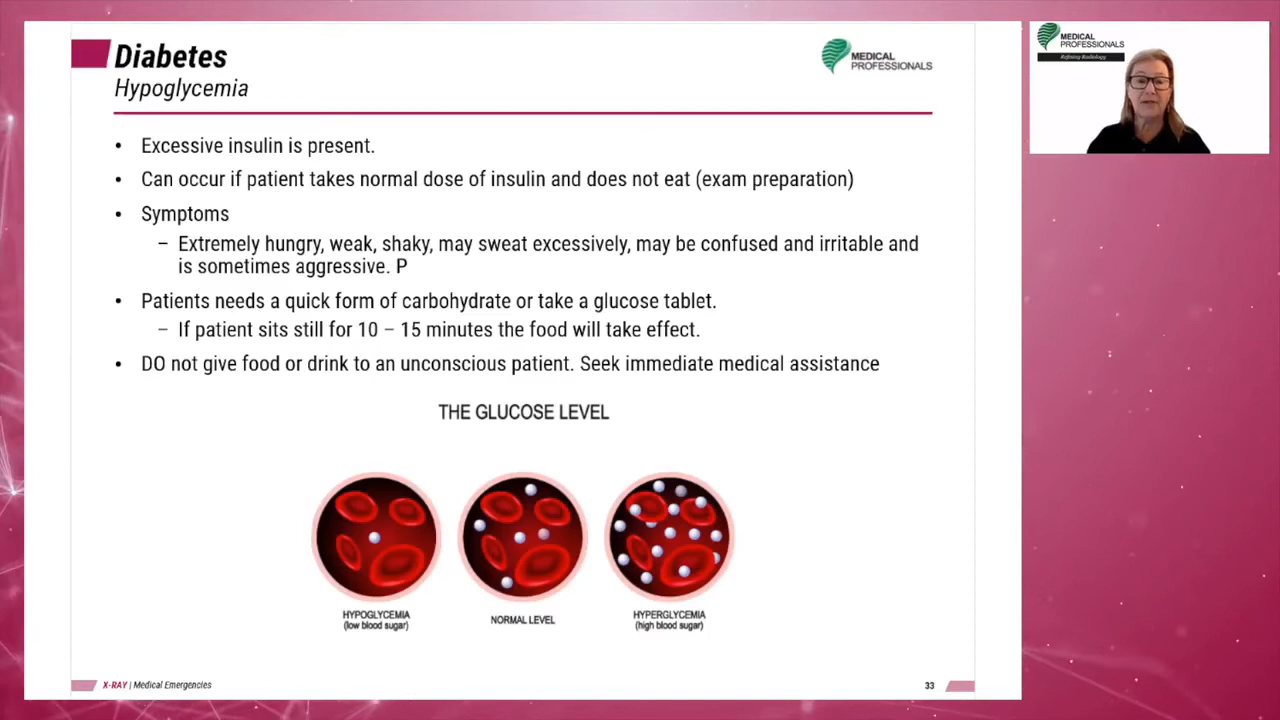 Diabetes
Hypoglycemia
MEDICAL
PROFESSIONALS
• Excessive insulin is present.
• Can occur if patient takes normal dose of insulin and does not eat (exam preparation)
• Symptoms
– Extremely hungry, weak, shaky, may sweat excessively, may be confused and irritable and
is sometimes aggressive. P
• Patients needs a quick form of carbohydrate or take a glucose tablet.
– If patient sits still for 10 – 15 minutes the food will take effect.
• DO not give food or drink to an unconscious patient. Seek immediate medical assistance
THE GLUCOSE LEVEL
HYPOGLYCEMIA
(low blood sugar)
NORMAL LEVEL
HYPERGLYCEMIA
(high blood sugar)
X-RAY | Medical Emergencies
33
MEDICAL
PROFESSIONALS
Refining Radiology